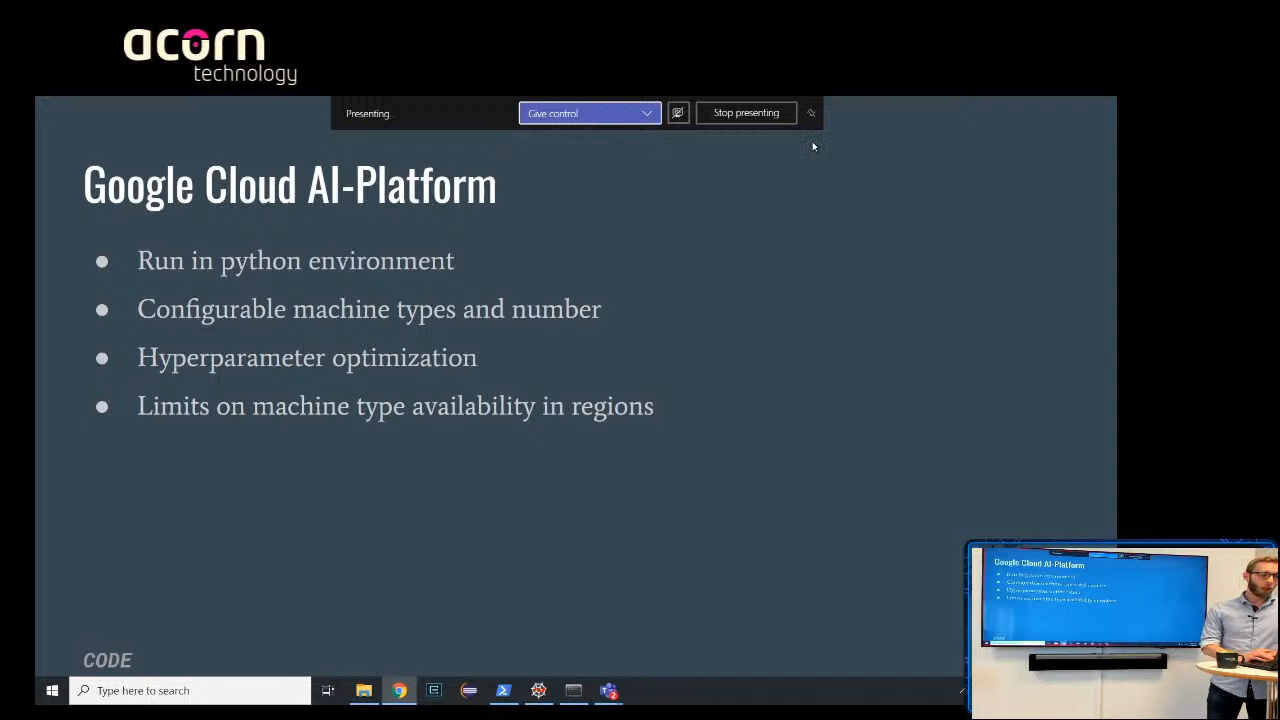 acorn
technology
Presenting...
Give control
Stop presenting
Google Cloud AI-Platform
● Run in python environment
● Configurable machine types and number
● Hyperparameter optimization
● Limits on machine type availability in regions
CODE
Type here to search
Google Cloud AI-Platform